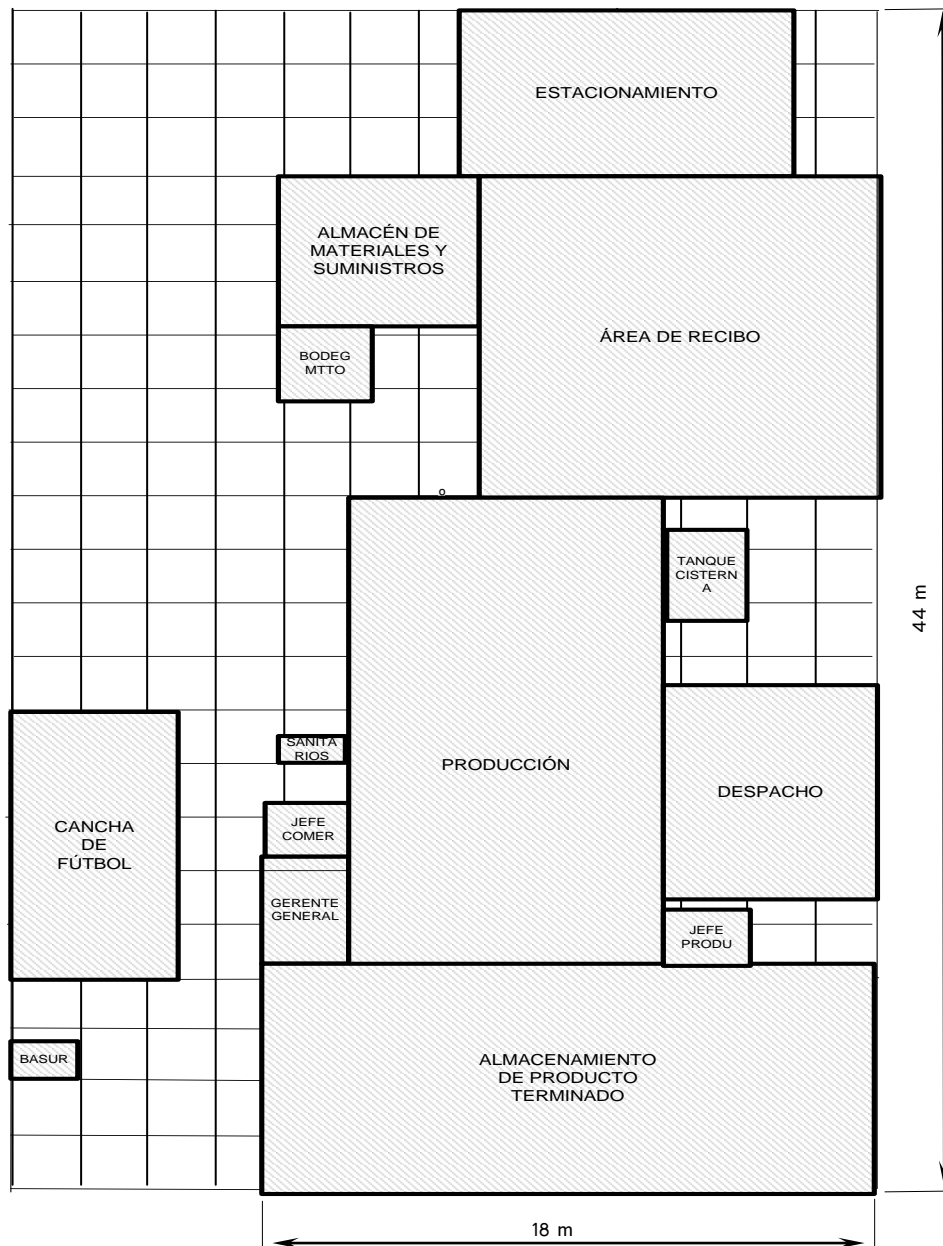 ESTACIONAMIENTO
ALMACÉN DE
MATERIALES Y
SUMINISTROS
ÁREA DE RECIBO
BODEG
MTTO
TANQUE
CISTERN
A
44 m
SANITA
RIOS
PRODUCCIÓN
DESPACHO
JEFE
COMER
CANCHA
DE
FÚTBOL
GERENTE
GENERAL
JEFE
PRODU
BASUR
ALMACENAMIENTO
DE PRODUCTO
TERMINADO
18 m